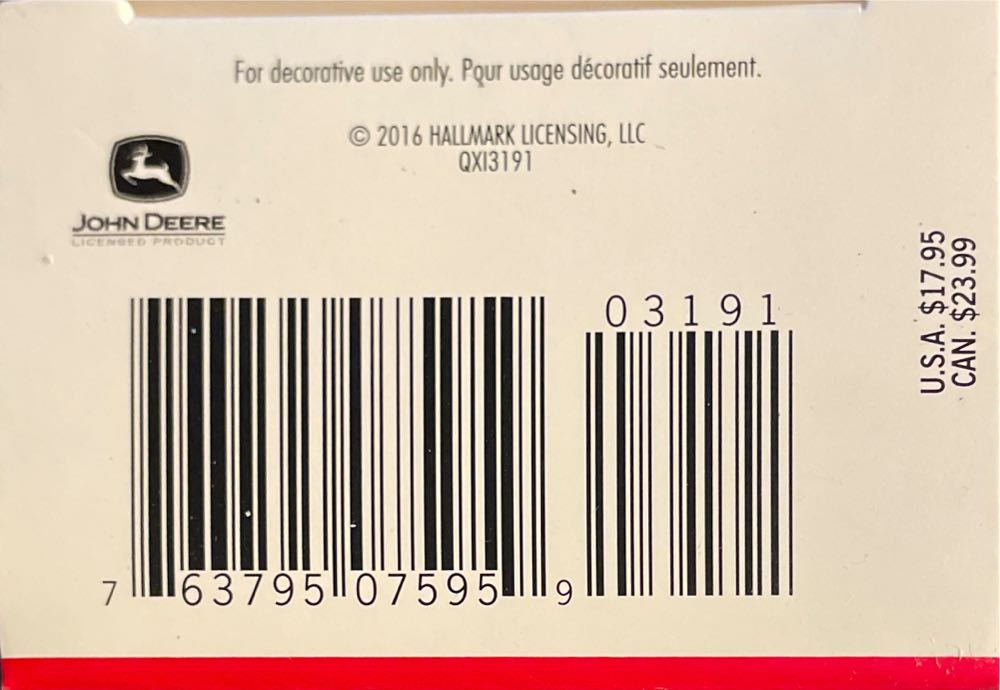 For decorative use only. Pour usage décoratif seulement.
© 2016 HALLMARK LICENSING, LLC
QXI3191
JOHN DEERE
LICENSED PRODUCT
U.S.A. $17.95
CAN. $23.99
03191
7 63795 07595 9